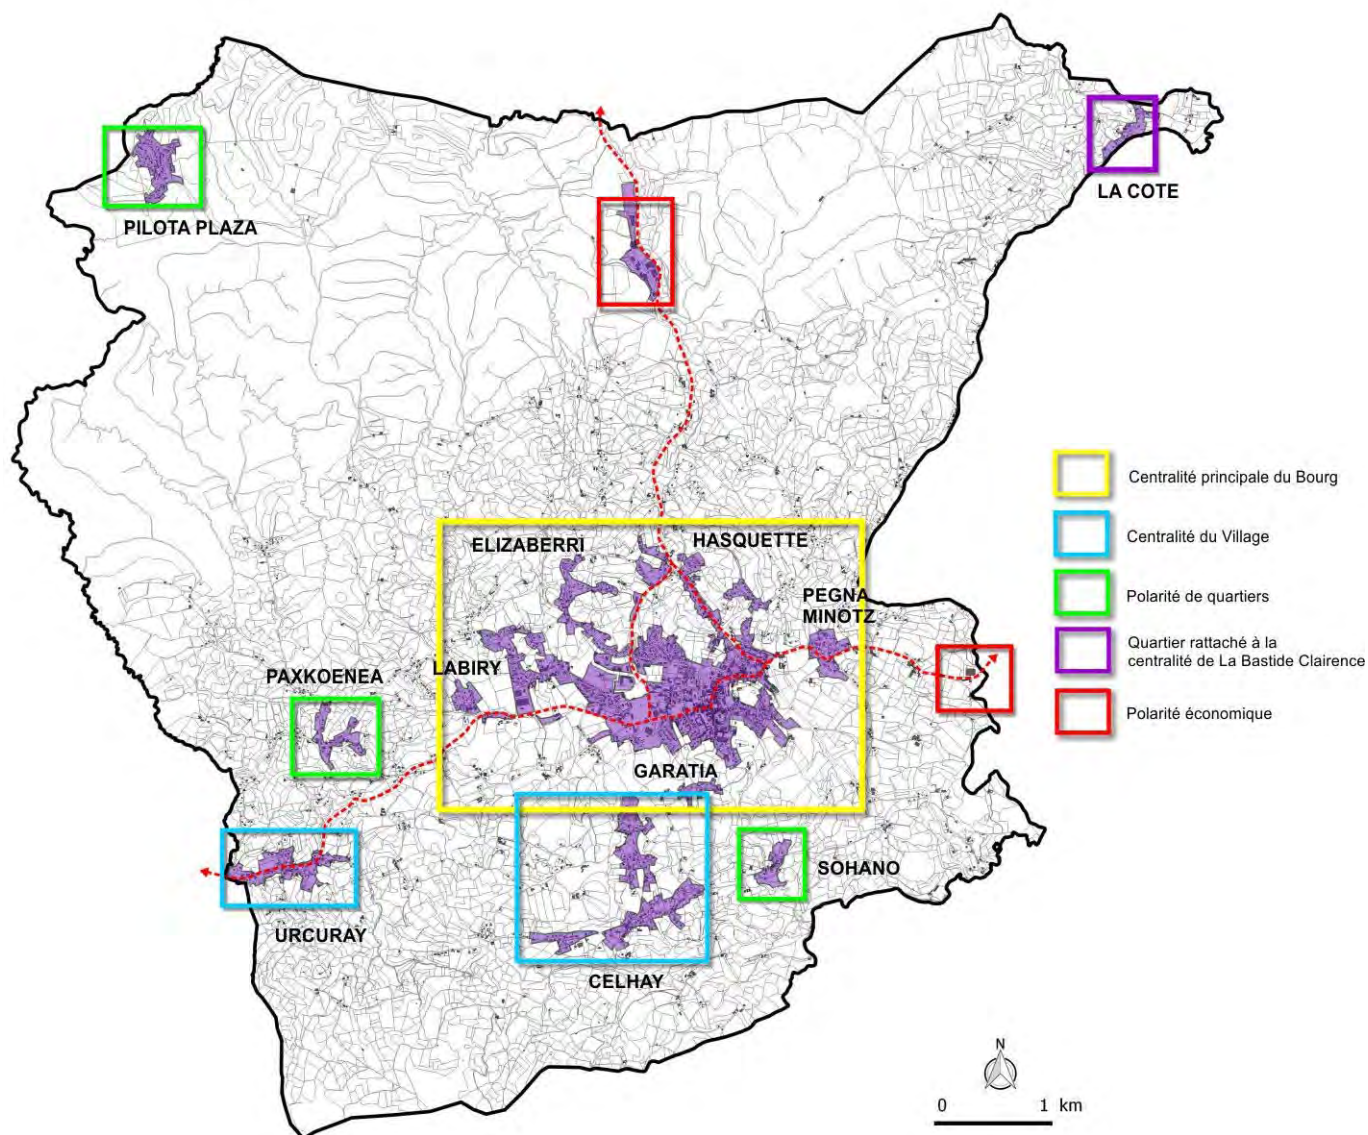 PILOTA PLAZA
LA COTE
ELIZABERRI
HASQUETTE
PEGNA
MINOTZ
LABIRY
PAXKOENEA
GARATIA
SOHANO
URCURAY
CELHAY
Centralité principale du Bourg
Centralité du Village
Polarité de quartiers
Quartier rattaché à la
centralité de La Bastide Clairence
Polarité économique
N
0 1 km